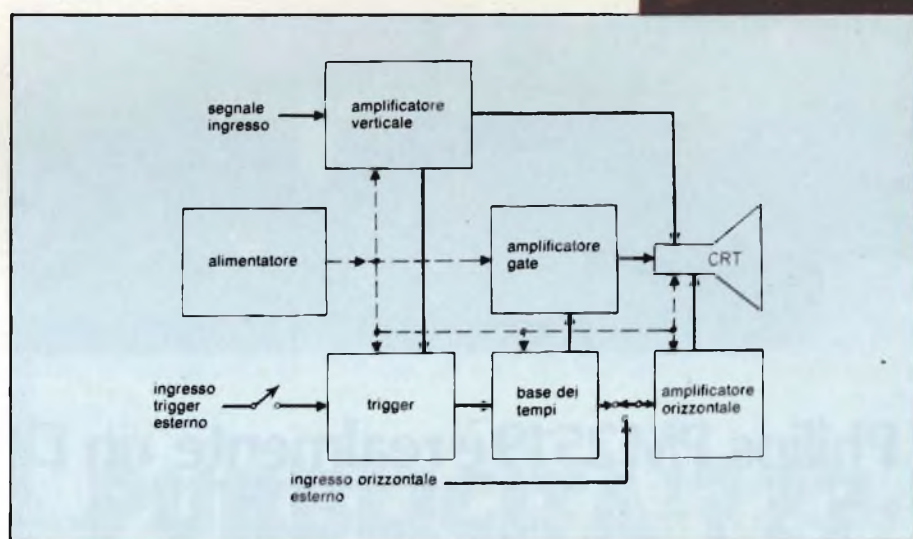 segnale
ingresso
amplificatore
verticale
alimentatore
amplificatore
gate
CRT
ingresso
trigger
esterno
trigger
base dei
tempi
amplificatore
orizzontale
ingresso orizzontale
esterno